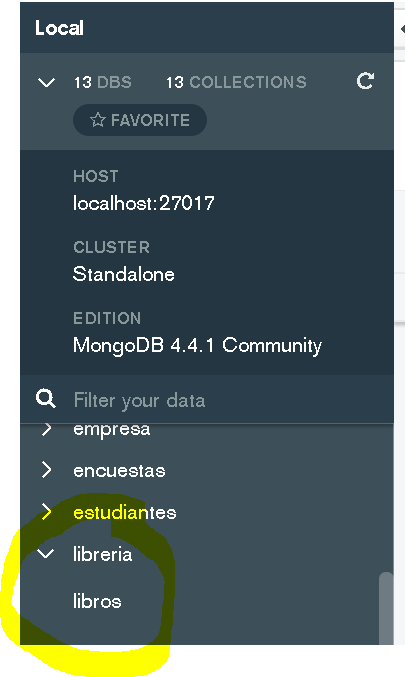 Local
13 DBS 13 COLLECTIONS
FAVORITE
HOST
localhost:27017
CLUSTER
Standalone
EDITION
MongoDB 4.4.1 Community
Filter your data
empresa
encuestas
estudiantes
libreria
libros